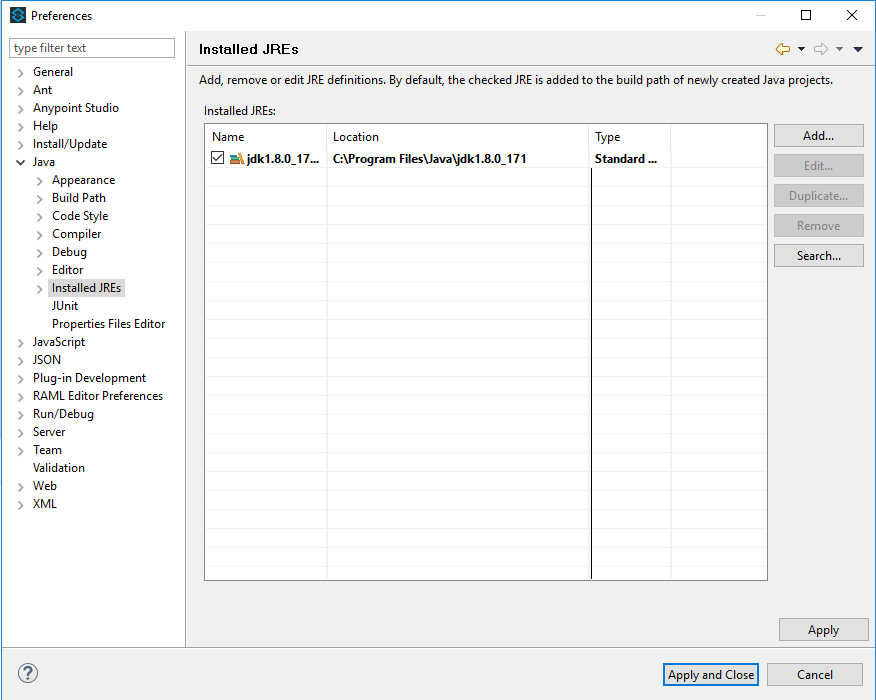 Preferences
type filter text
General
Ant
Anypoint Studio
Help
Install/Update
Java
Appearance
Build Path
Code Style
Compiler
Debug
Editor
Installed JREs
JUnit
Properties Files Editor
JavaScript
JSON
Plug-in Development
RAML Editor Preferences
Run/Debug
Server
Team
Validation
Web
XML
Installed JREs
Add, remove or edit JRE definitions. By default, the checked JRE is added to the build path of newly created Java projects.
Installed JREs:
Name Location Type
jdk1.8.0_17... C:\Program Files\Java\jdk1.8.0_171 Standard ...
Add...
Edit...
Duplicate...
Remove
Search...
Apply
?
Apply and Close Cancel